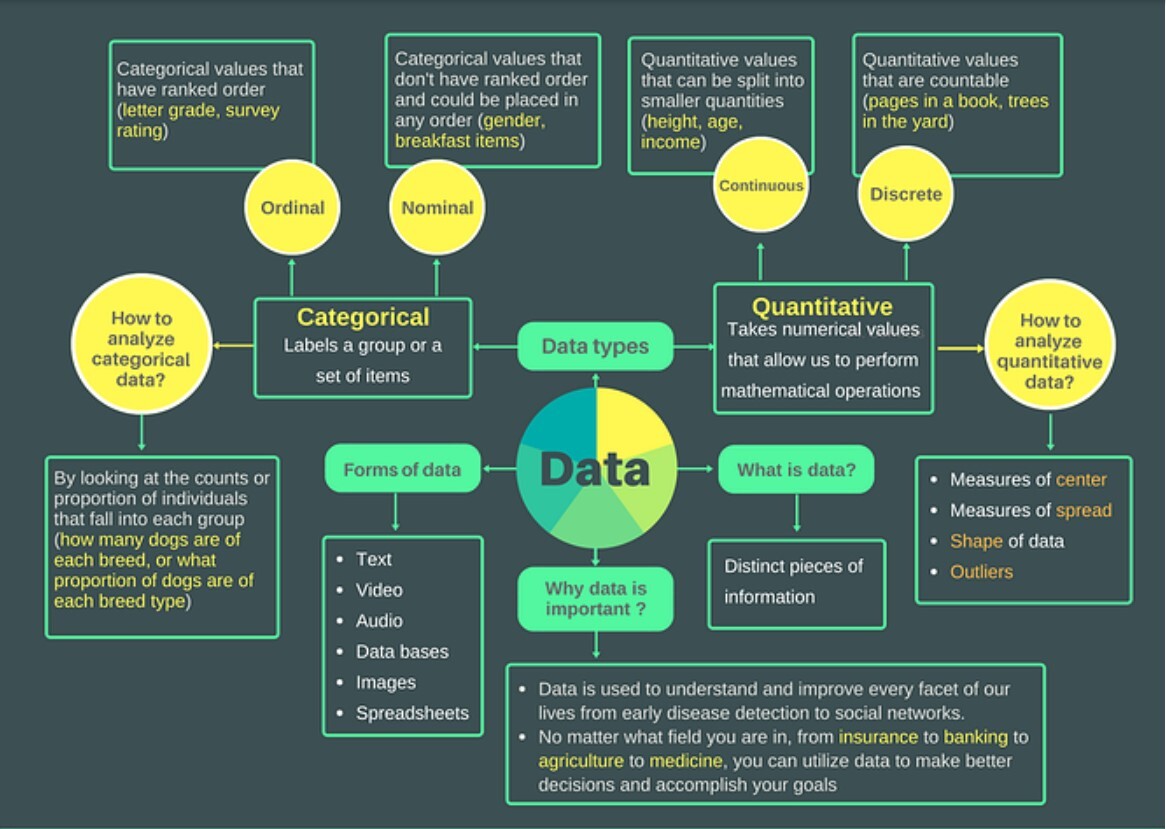 Categorical values that
have ranked order
(letter grade, survey
rating)
Categorical values that
don't have ranked order
and could be placed in
any order (gender,
breakfast items)
Quantitative values
that can be split into
smaller quantities
(height, age,
income)
Quantitative values
that are countable
(pages in a book, trees
in the yard)
Ordinal
Nominal
Continuous
Discrete
How to
analyze
categorical
data?
Categorical
Labels a group or a
set of items
Data types
Quantitative
Takes numerical values
that allow us to perform
mathematical operations
How to
analyze
quantitative
data?
By looking at the counts or
proportion of individuals
that fall into each group
(how many dogs are of
each breed, or what
proportion of dogs are of
each breed type)
Forms of data
Data
What is data?
• Measures of center
• Measures of spread
• Shape of data
• Outliers
• Text
• Video
• Audio
• Data bases
• Images
• Spreadsheets
Why data is
important ?
Distinct pieces of
information
• Data is used to understand and improve every facet of our
lives from early disease detection to social networks.
• No matter what field you are in, from insurance to banking to
agriculture to medicine, you can utilize data to make better
decisions and accomplish your goals